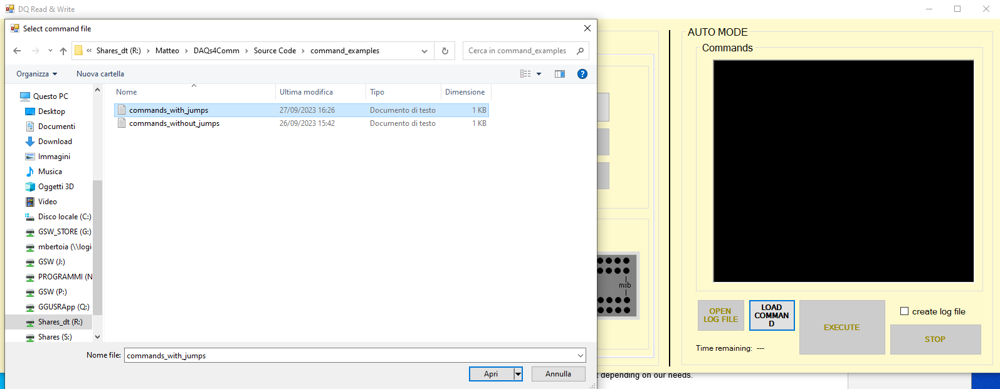 DQ Read & Write
Select command file
« Shares_dt (R:) › Matteo › DAQs4Comm › Source Code › command_examples
Cerca in command_examples
Organizza
Nuova cartella
Questo PC
Desktop
Documenti
Download
Immagini
Musica
Oggetti 3D
Video
Disco locale (C:)
GSW_STORE (G:)
mbertoia (\\logi
GSW (J:)
PROGRAMMI (N
GSW (P:)
GGUSRApp (Q:)
Shares_dt (R:)
Shares (S:)
Nome Ultima modifica Tipo Dimensione
commands_with_jumps 27/09/2023 16:26 Documento di testo 1 KB
commands_without_jumps 26/09/2023 15:42 Documento di testo 1 KB
Nome file: commands_with_jumps
Apri
Annulla
msb
AUTO MODE
Commands
OPEN
LOG FILE
LOAD
COMMAN
D
EXECUTE
create log file
STOP
Time remaining: ---
depending on our needs.